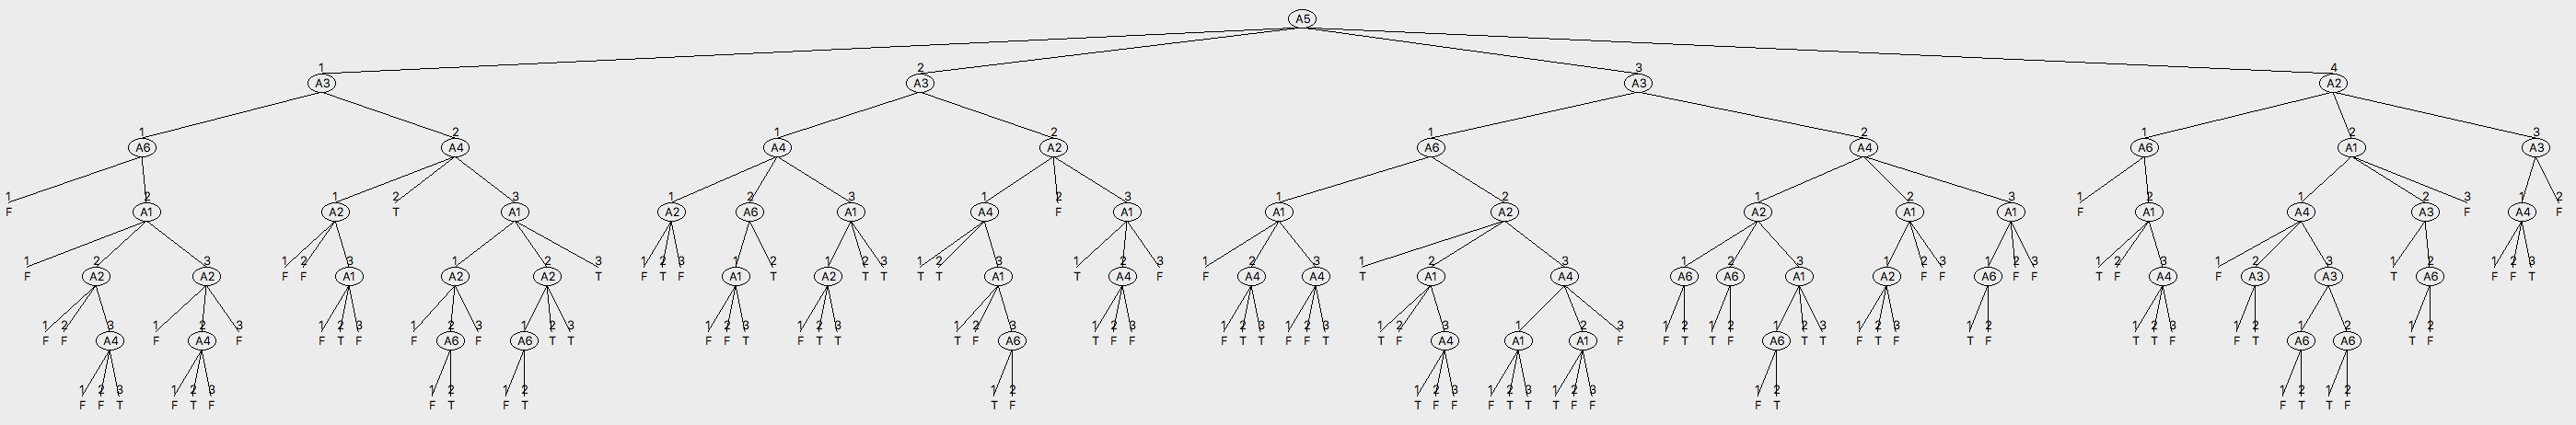 A5
1 2 3 4
A3 A3 A3 A2
1 2 1 2 1 2 1 2 3
A6 A4 A4 A2 A6 A4 A6 A1 A3
1 2 1 2 3 1 2 3 1 2 3 1 2 1 2 3 1 2 1 2 3 1 2
F A1 A2 T A1 A2 A6 A1 A4 F A1 A1 A2 A2 A1 A1 F A1 A4 A3 F A4 F
1 2 3 1 2 3 1 2 3 1 2 3 1 2 1 2 3 1 2 3 1 2 3 1 2 3 1 2 3 1 2 3 1 2 3 1 2 3 1 2 3 1 2 3 1 2 1 2 3
F A2 A2 F F A1 A2 A2 T F T F A1 T A2 T T T T A1 T A4 F F A4 A4 T A1 A4 A6 A6 A1 A2 F F A6 F F T F A4 F A3 A3 T A6 F F T
1 2 3 1 2 3 1 2 3 1 2 3 1 2 3 1 2 3 1 2 3 1 2 3 1 2 3 1 2 3 1 2 3 1 2 3 1 2 3 1 2 1 2 1 2 3 1 2 3 1 2 1 2 3 1 2 1 2 1 2
F F A4 F A4 F F T F F A6 F A6 T T F F T F T T T F A6 T F F F T T F F T T F A4 A1 A1 F F T T F A6 T T F T F T F T T F F T A6 A6 T F
1 2 3 1 2 3 1 2 1 2 1 2 1 2 3 1 2 3 1 2 3 1 2 1 2 1 2
F F T F T F F T F T T F T F F F T T T F F F T F T T F